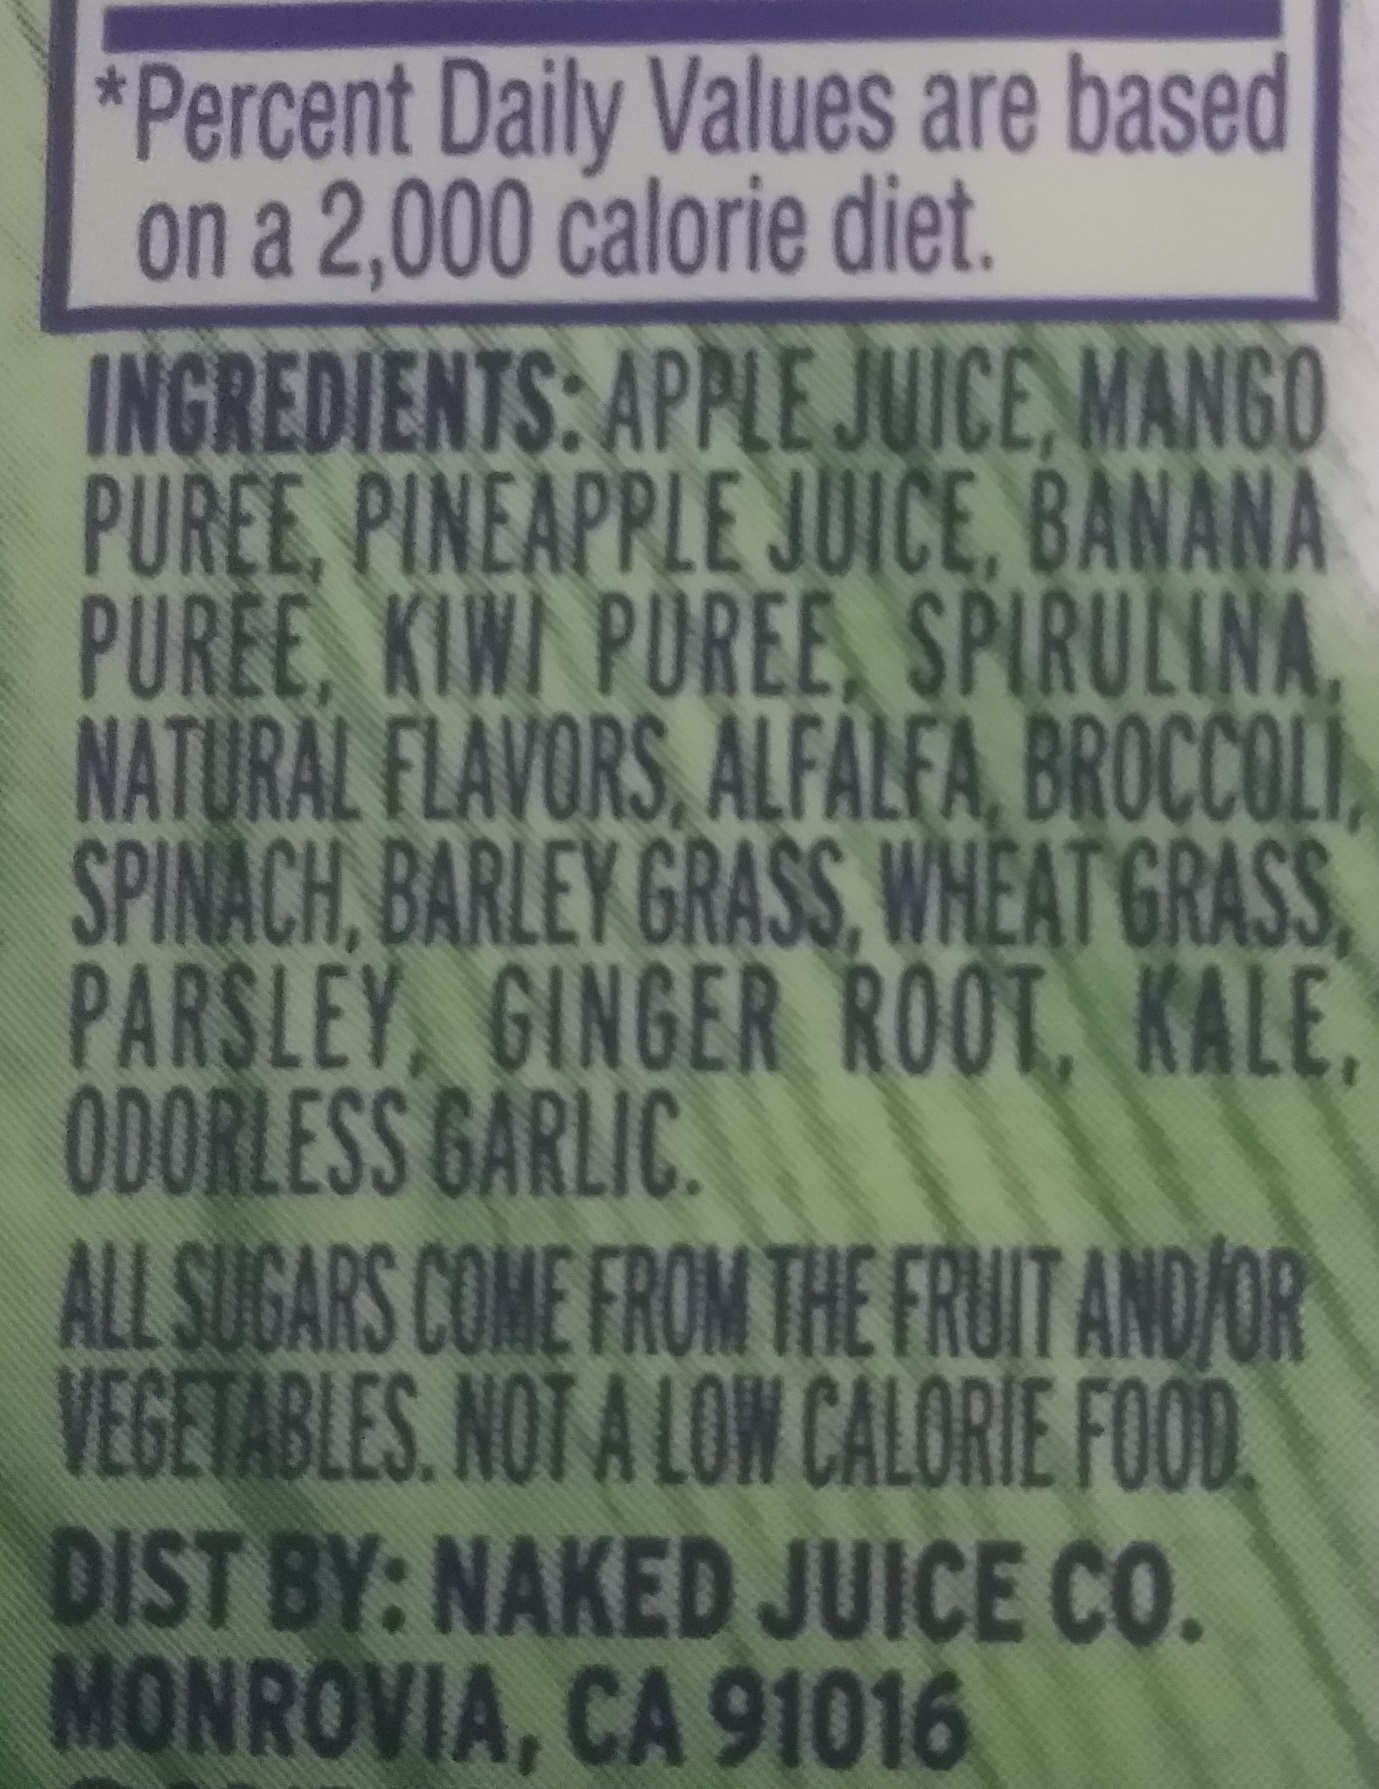 *Percent Daily Values are based
on a 2,000 calorie diet.
INGREDIENTS: APPLE JUICE, MANGO
PUREE, PINEAPPLE JUICE, BANANA
PUREE, KIWI PUREE, SPIRULINA,
NATURAL FLAVORS, ALFALFA, BROCCOLI,
SPINACH, BARLEY GRASS, WHEAT GRASS,
PARSLEY, GINGER ROOT, KALE,
ODORLESS GARLIC.
ALL SUGARS COME FROM THE FRUIT AND/OR
VEGETABLES. NOT A LOW CALORIE FOOD.
DIST BY: NAKED JUICE CO.
MONROVIA, CA 91016